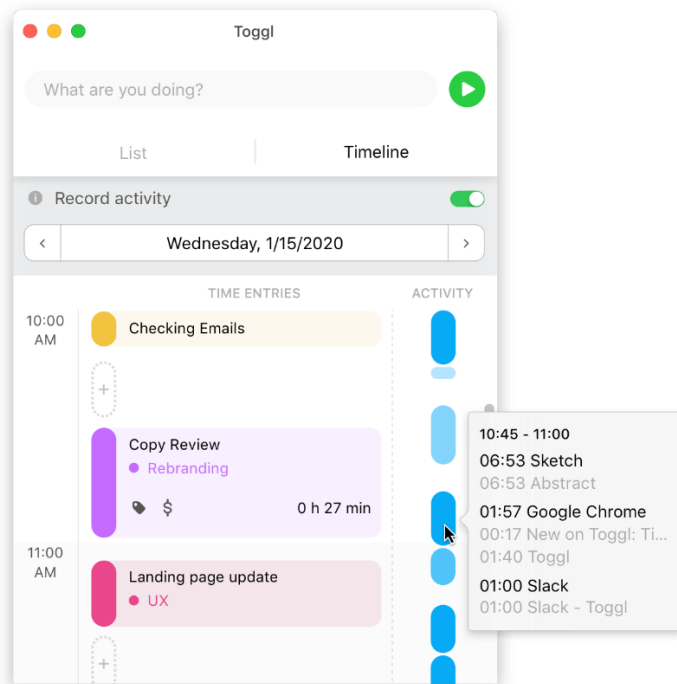 Toggl
What are you doing?
List
Timeline
Record activity
Wednesday, 1/15/2020
TIME ENTRIES
ACTIVITY
10:00
AM
Checking Emails
Copy Review
Rebranding
$
0 h 27 min
11:00
AM
Landing page update
UX
10:45 - 11:00
06:53 Sketch
06:53 Abstract
01:57 Google Chrome
00:17 New on Toggl: Ti...
01:40 Toggl
01:00 Slack
01:00 Slack - Toggl